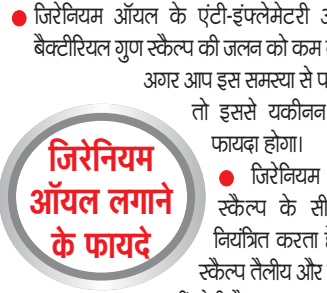 ● जिरेनियम ऑयल के एंटी-इंफ्लेमेटरी
बैक्टीरियल गुण स्कैल्प की जलन को कम
अगर आप इस समस्या से
तो इससे यकीनन
फायदा होगा।
जिरेनियम
ऑयल लगाने
के फायदे
● जिरेनियम
स्कैल्प के
नियंत्रित करता
स्कैल्प तैलीय और